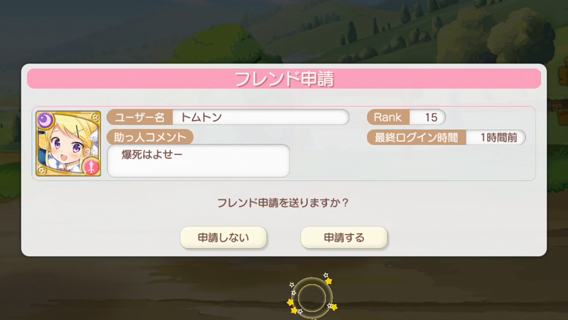 フレンド申請
ユーザー名 トムトン Rank 15
助っ人コメント 最終ログイン時間 1時間前
爆死はよせー
フレンド申請を送りますか？
申請しない 申請する